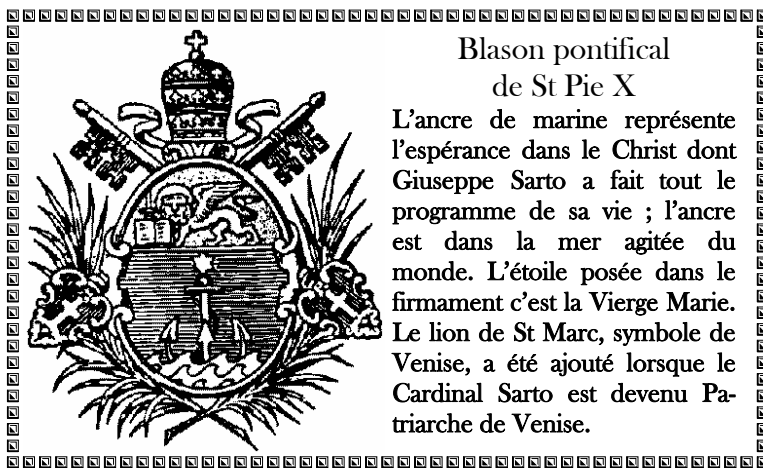 Blason pontifical
de St Pie X
L’ancre de marine représente
l’espérance dans le Christ dont
Giuseppe Sarto a fait tout le
programme de sa vie ; l’ancre
est dans la mer agitée du
monde. L’étoile posée dans le
firmament c’est la Vierge Marie.
Le lion de St Marc, symbole de
Venise, a été ajouté lorsque le
Cardinal Sarto est devenu Pa-
triarche de Venise.